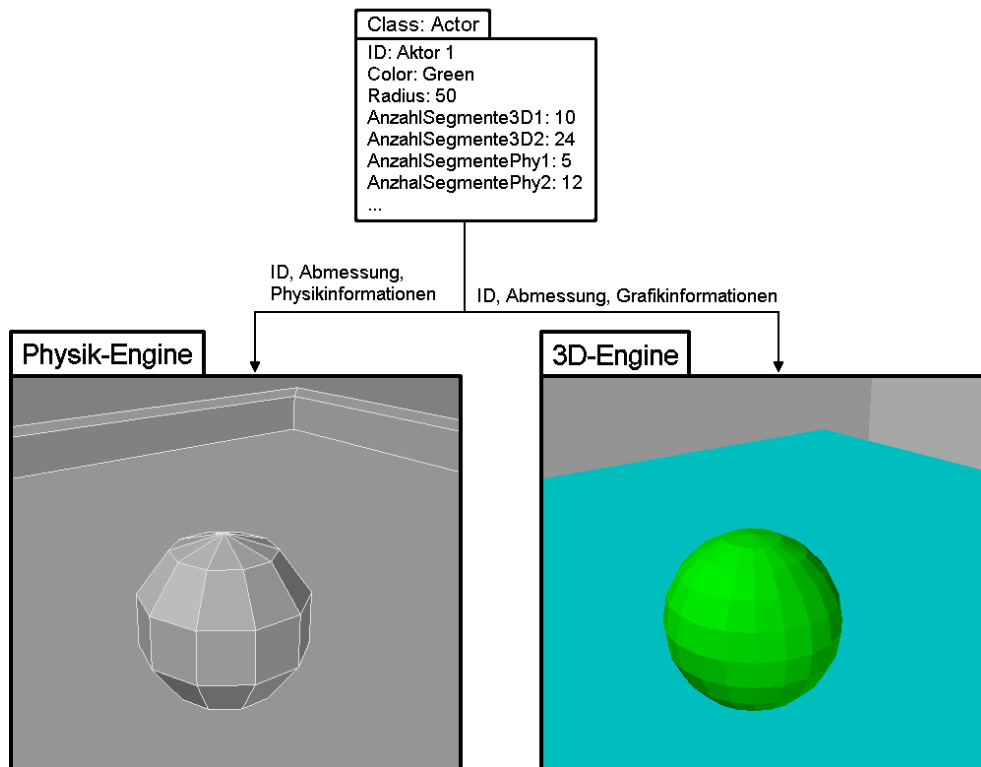 Class: Actor
ID: Aktor 1
Color: Green
Radius: 50
AnzahlSegmente3D1: 10
AnzahlSegmente3D2: 24
AnzahlSegmentePhy1: 5
AnzhalSegmentePhy2: 12
...
ID, Abmessung,
Physikinformationen
ID, Abmessung, Grafikinformationen
Physik-Engine
3D-Engine